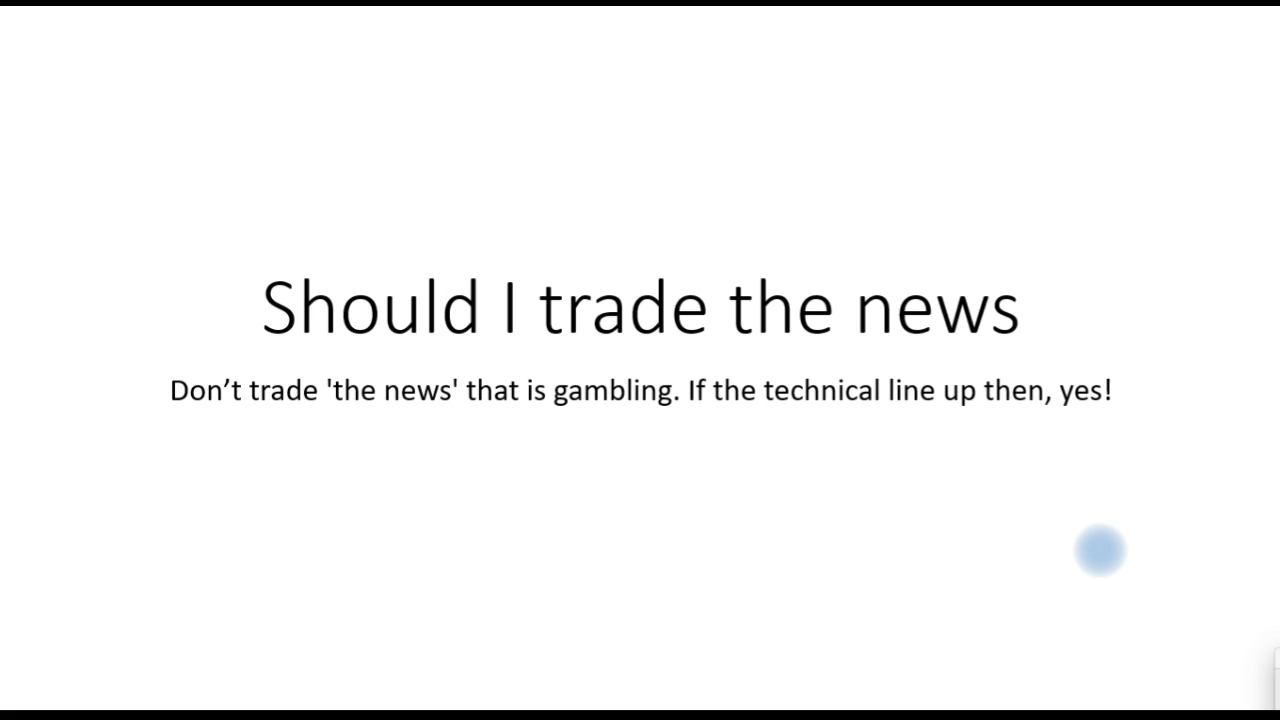 Should I trade the news
Don’t trade 'the news' that is gambling. If the technical line up then, yes!